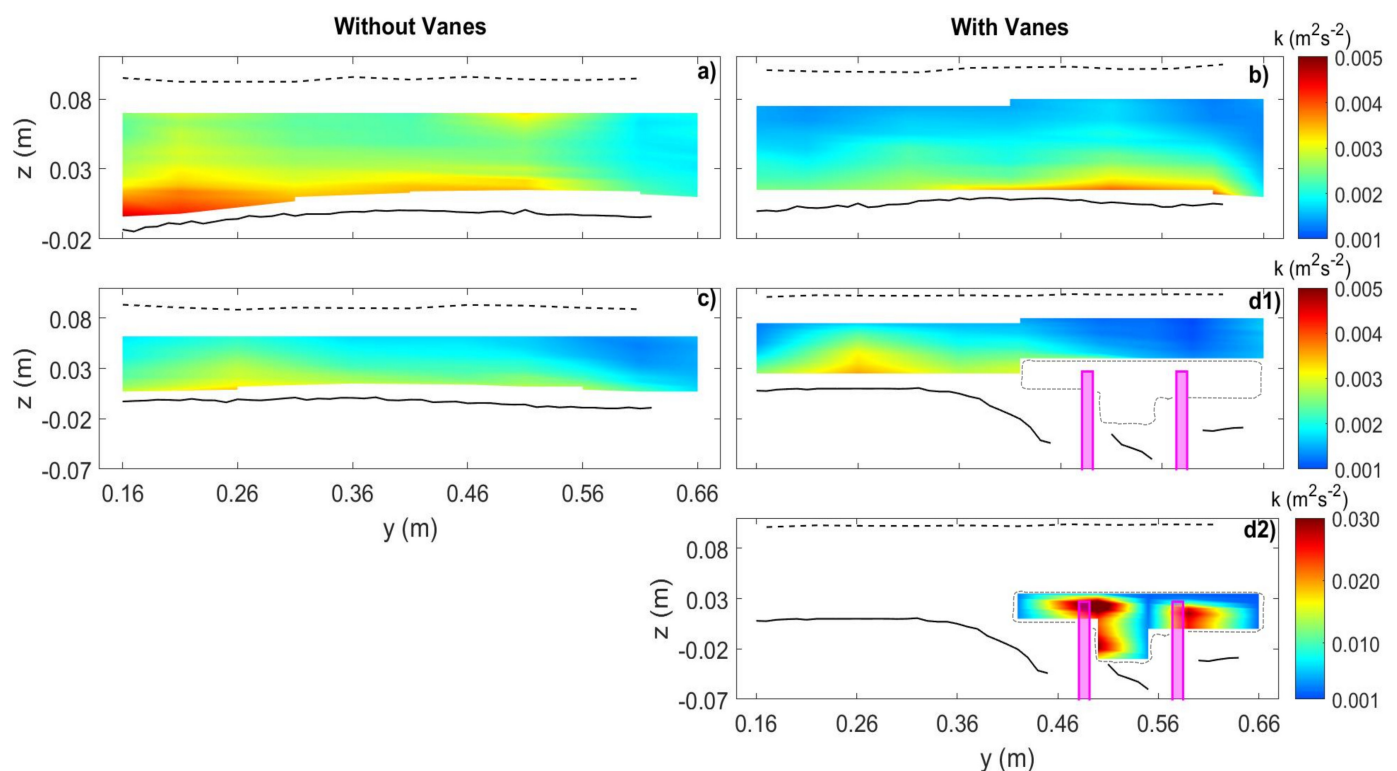 Without Vanes
With Vanes
k (m²s⁻²)
a)
b)
0.08
0.03
-0.02
z (m)
0.005
0.004
0.003
0.002
0.001
k (m²s⁻²)
c)
d1)
0.08
0.03
-0.02
-0.07
z (m)
0.16 0.26 0.36 0.46 0.56 0.66
y (m)
0.005
0.004
0.003
0.002
0.001
k (m²s⁻²)
d2)
0.08
0.03
-0.02
-0.07
z (m)
0.16 0.26 0.36 0.46 0.56 0.66
y (m)
0.030
0.020
0.010
0.001